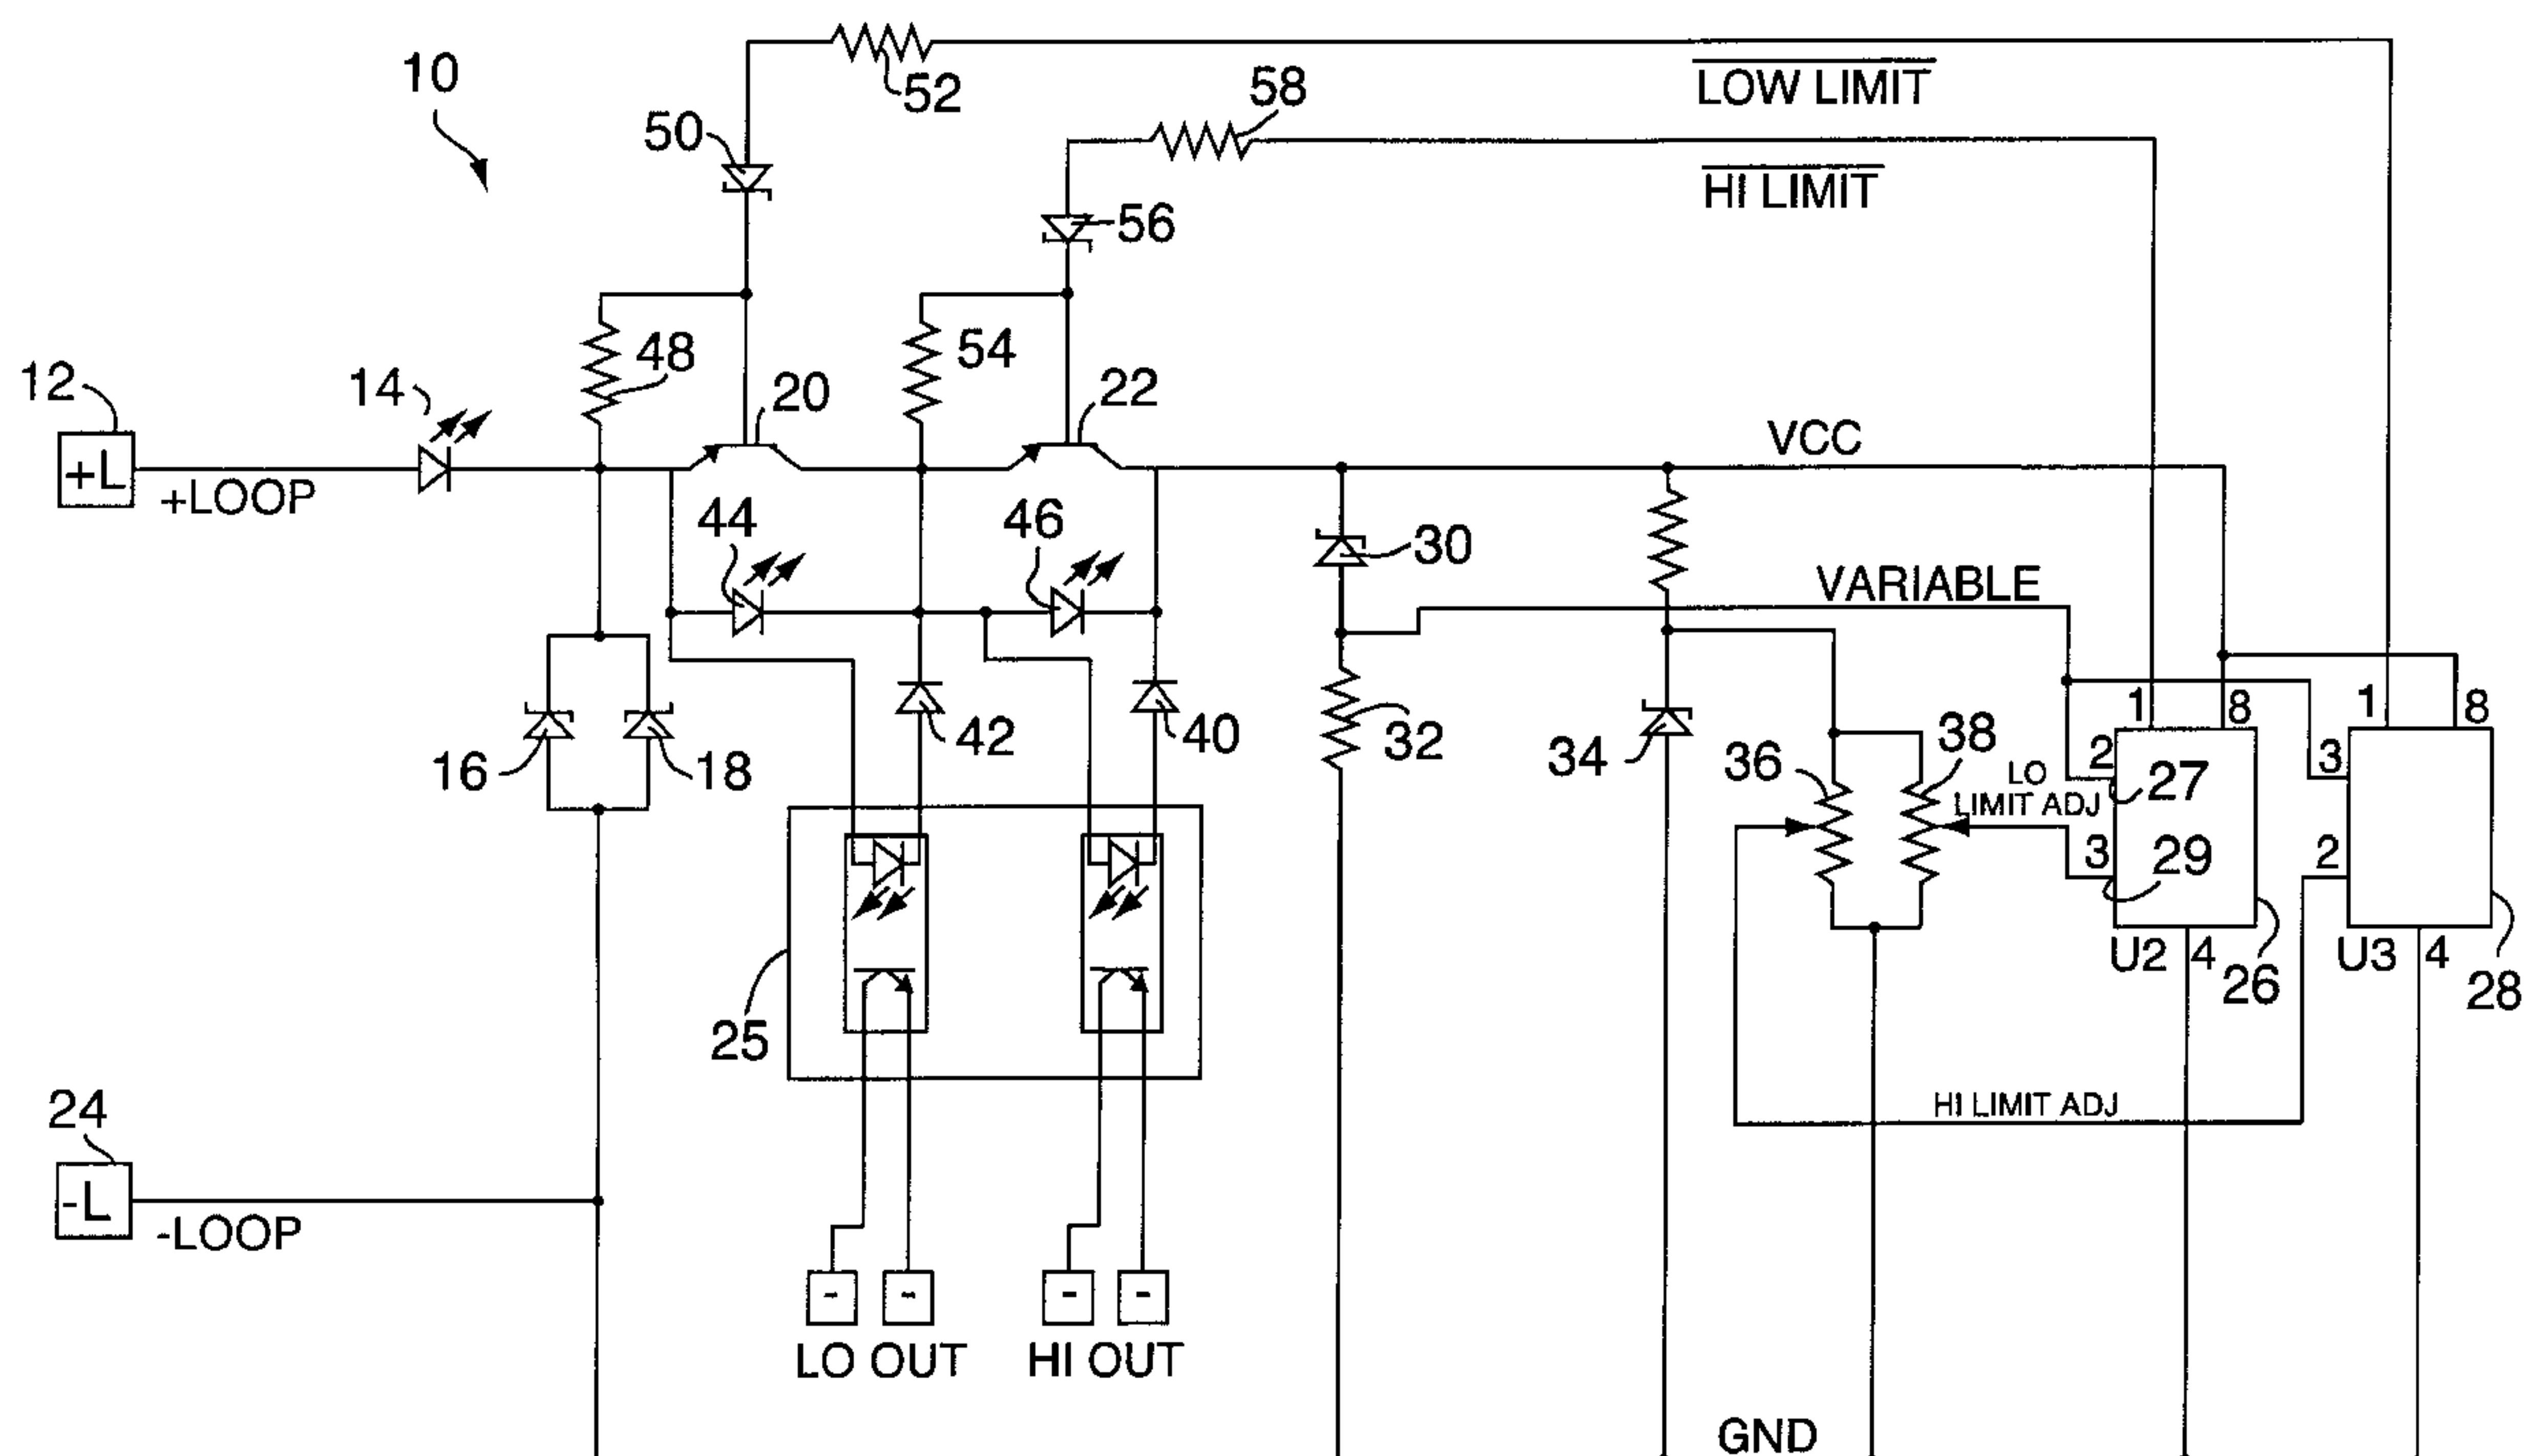 10
52
LOW LIMIT
58
50
HI LIMIT
56
48
54
12
14
20
22
+L
+LOOP
VCC
44
46
30
VARIABLE
16
18
42
40
32
34
36
38
LO
LIMIT ADJ
1
8
2
27
3
29
U2
4
26
1
8
3
2
U3
4
28
25
HI LIMIT ADJ
24
-L
-LOOP
- - - -
LO OUT HI OUT
GND